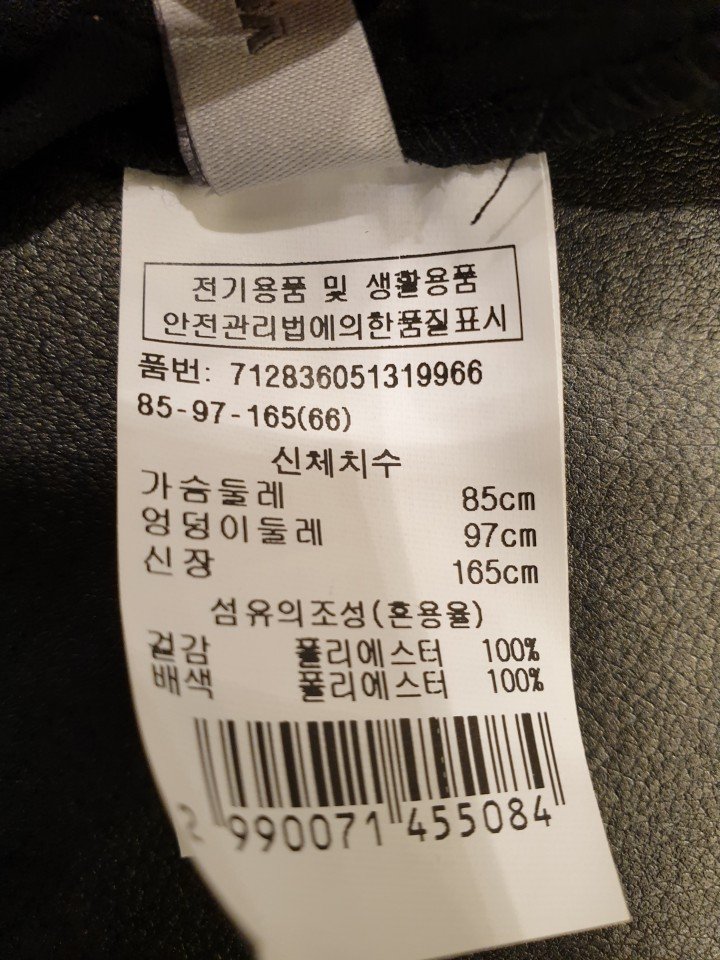 전기용품 및 생활용품
안전관리법에의한품질표시
품번: 712836051319966
85-97-165(66)
신체치수
가슴둘레 85cm
엉덩이둘레 97cm
신장 165cm
섬유의조성(혼용율)
겉감 폴리에스터 100%
배색 폴리에스터 100%
2 990071 455084